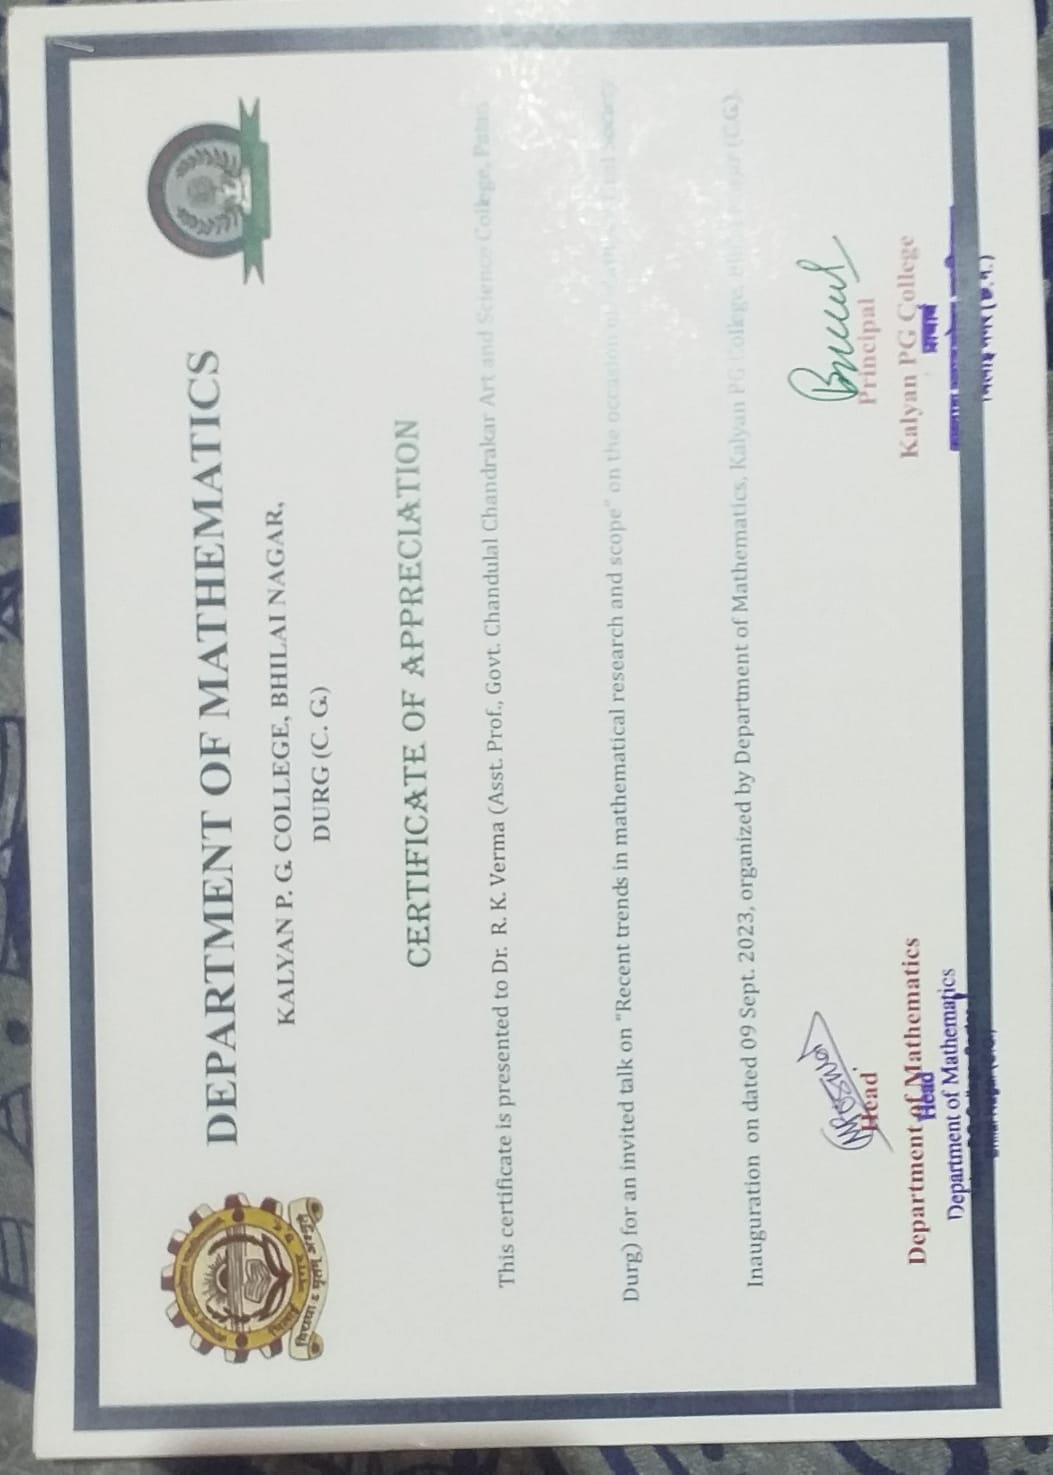 DEPARTMENT OF MATHEMATICS
KALYAN P. G. COLLEGE, BHILAI NAGAR,
DURG (C. G.)
CERTIFICATE OF APPRECIATION
This certificate is presented to Dr. R. K. Verma (Asst. Prof., Govt. Chandulal Chandrakar Art and Science College, Patan
Durg) for an invited talk on "Recent trends in mathematical research and scope" on the occasion of
Inauguration on dated 09 Sept. 2023, organized by Department of Mathematics, Kalyan PG College, (C.G.).
Head
Department of Mathematics
Head
Department of Mathematics
Principal
Kalyan PG College
प्राचार्य
भिलाई नगर (छ.ग.)